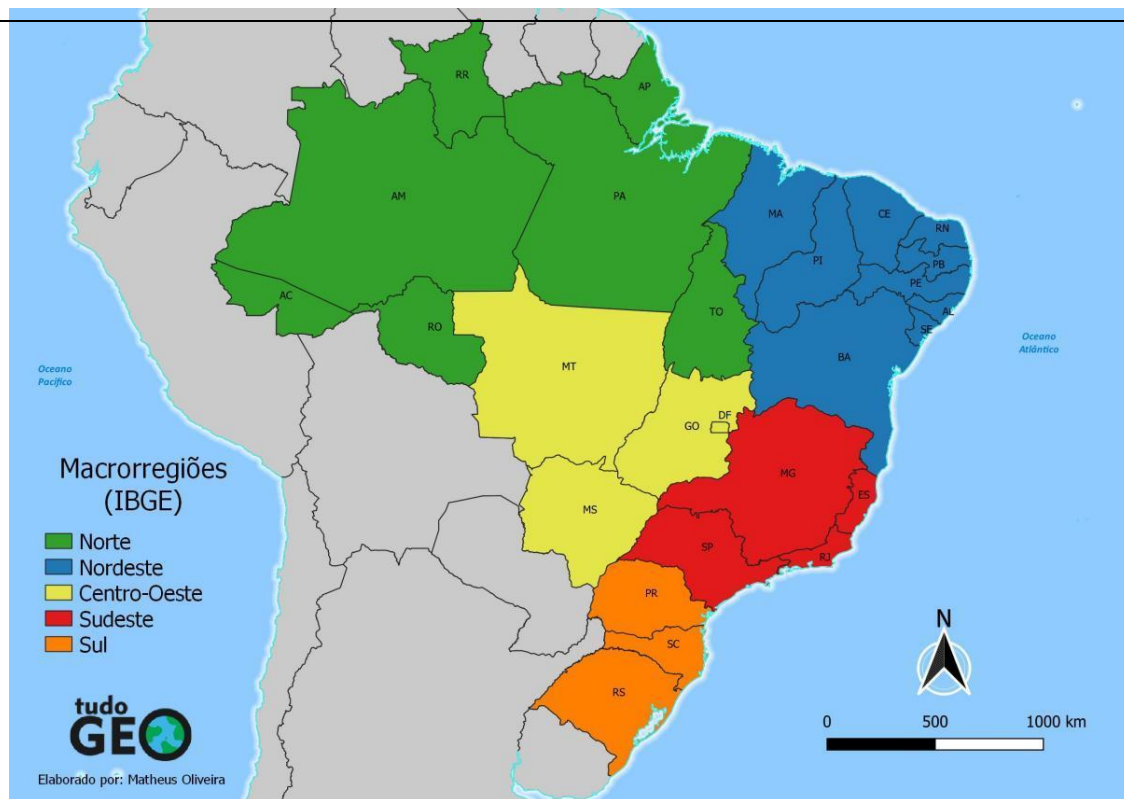 RR
AP
AM
PA
MA
CE
RN
PI
PB
PE
AL
SE
AC
RO
TO
BA
MT
GO
DF
MG
ES
MS
SP
RJ
PR
SC
RS
Oceano
Pacífico
Oceano
Atlântico
Macrorregiões
(IBGE)
Norte
Nordeste
Centro-Oeste
Sudeste
Sul
tudo
GEO
Elaborado por: Matheus Oliveira
N
0 500 1000 km